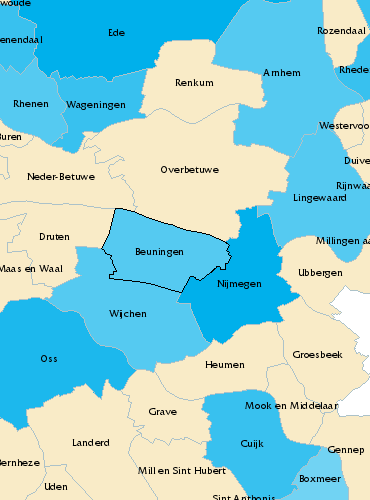 woude
Ede
Rozendaal
enendaal
Rhede
Arnhem
Renkum
Rhenen
Wageningen
Westervoo
Buren
Duive
Overbetuwe
Neder-Betuwe
Rijnwaa
Lingewaard
Druten
Millingen aa
Beuningen
Maas en Waal
Ubbergen
Nijmegen
Wijchen
Oss
Groesbeek
Heumen
Mook en Middelaar
Grave
Landerd
Cuijk
Gennep
Bernheze
Mill en Sint Hubert
Boxmeer
Uden
Sint Anthonis